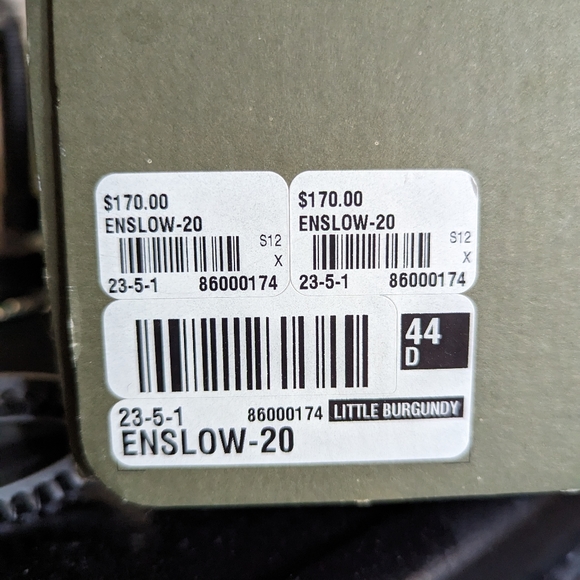 $170.00
ENSLOW-20
S12
X
23-5-1 86000174
$170.00
ENSLOW-20
S12
X
23-5-1 86000174
44
D
23-5-1 86000174 LITTLE BURGUNDY
ENSLOW-20